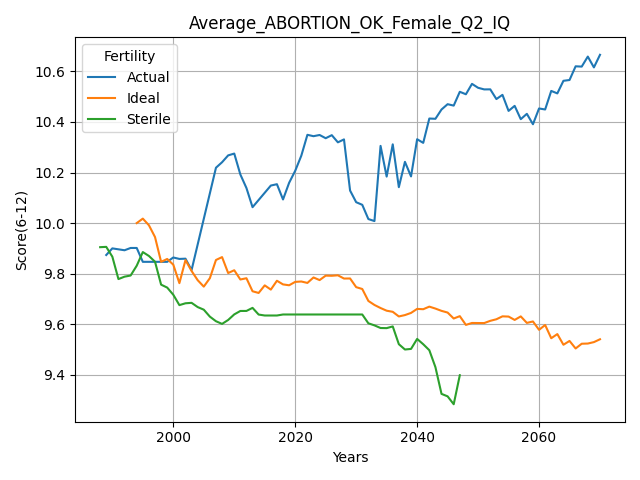 Average_ABORTION_OK_Female_Q2_IQ
Fertility
Actual
Ideal
Sterile
Score(6-12)
10.6
10.4
10.2
10.0
9.8
9.6
9.4
2000
2020
2040
2060
Years